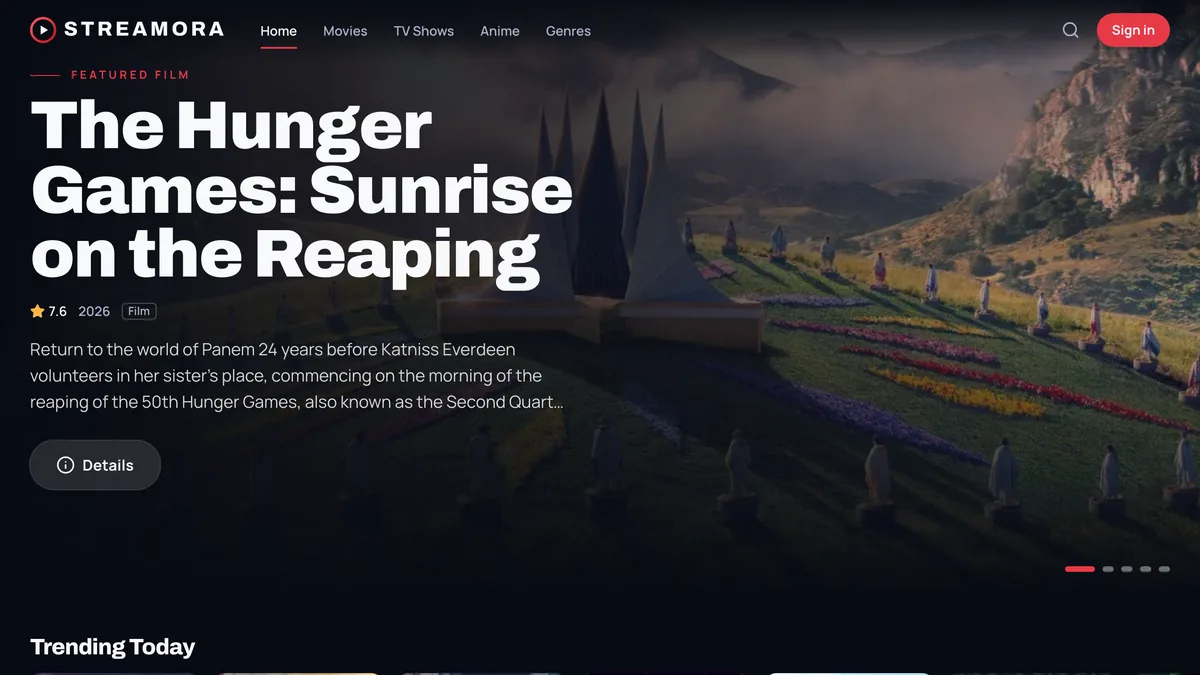 STREAMORA
Home
Movies
TV Shows
Anime
Genres
Sign in
FEATURED FILM
The Hunger
Games: Sunrise
on the Reaping
7.6
2026
Film
Return to the world of Panem 24 years before Katniss Everdeen
volunteers in her sister's place, commencing on the morning of the
reaping of the 50th Hunger Games, also known as the Second Quart…
Details
Trending Today